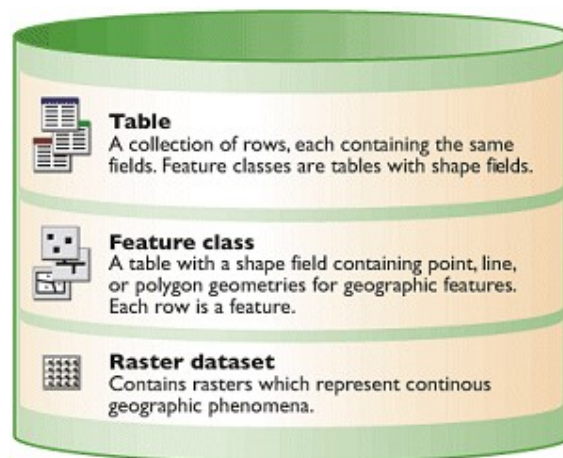 Table
A collection of rows, each containing the same
fields. Feature classes are tables with shape fields.
Feature class
A table with a shape field containing point, line,
or polygon geometries for geographic features.
Each row is a feature.
Raster dataset
Contains rasters which represent continous
geographic phenomena.